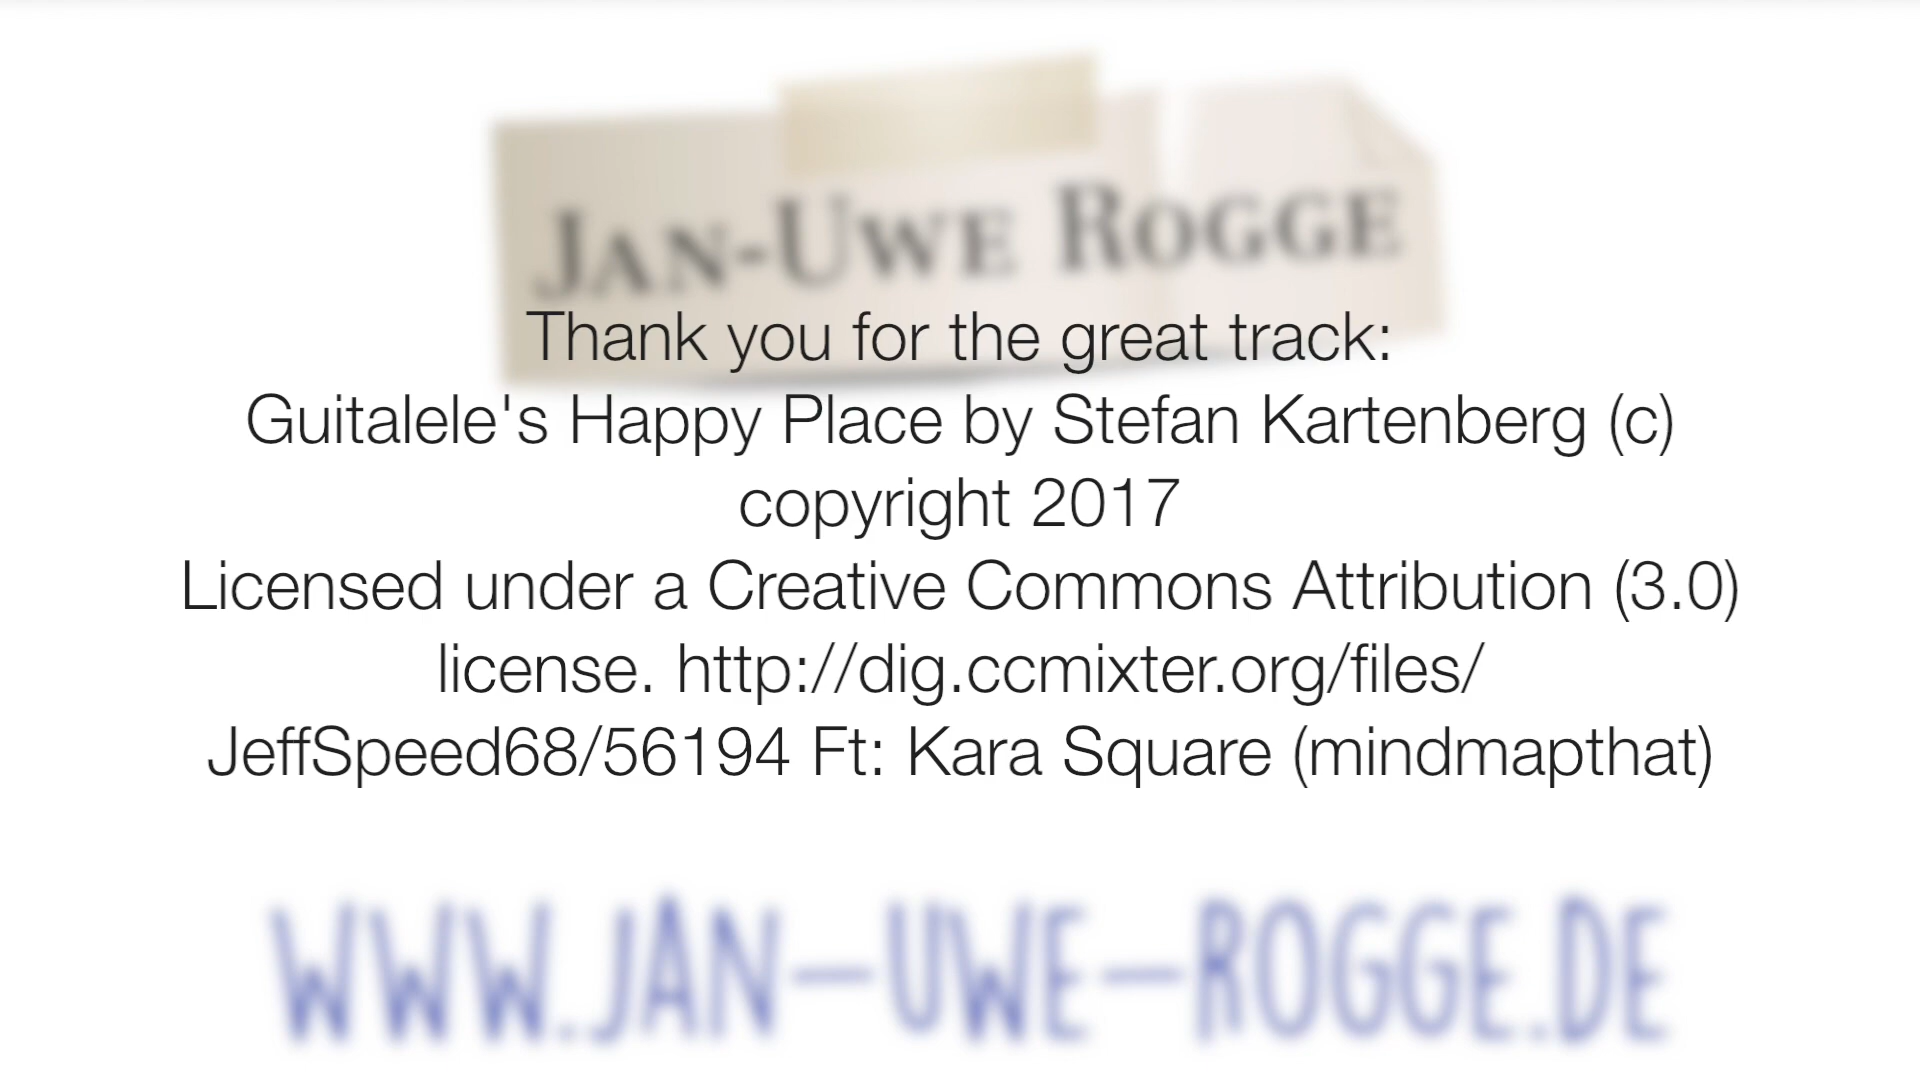 JAN-UWE ROGGE
Thank you for the great track:
Guitalele's Happy Place by Stefan Kartenberg (c)
copyright 2017
Licensed under a Creative Commons Attribution (3.0)
license. http://dig.ccmixter.org/files/
JeffSpeed68/56194 Ft: Kara Square (mindmapthat)
WWW.JAN-UWE-ROGGE.DE